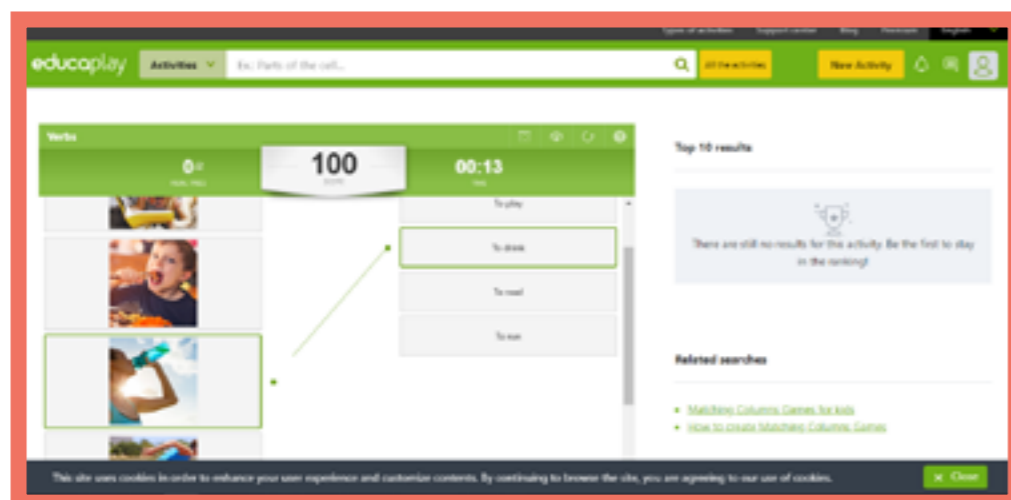 Types of activities Support center Blog Premium English
educaplay Activities Ex: Parts of the cell... All the activities New Activity
Verbs
0
100
00:13
To play
To drink
To read
To run
Top 10 results
There are still no results for this activity. Be the first to stay
in the ranking!
Related searches
Matching Columns Games for kids
How to create Matching Columns Games
This site uses cookies in order to enhance your user experience and customize contents. By continuing to browse the site, you are agreeing to our use of cookies.
× Close